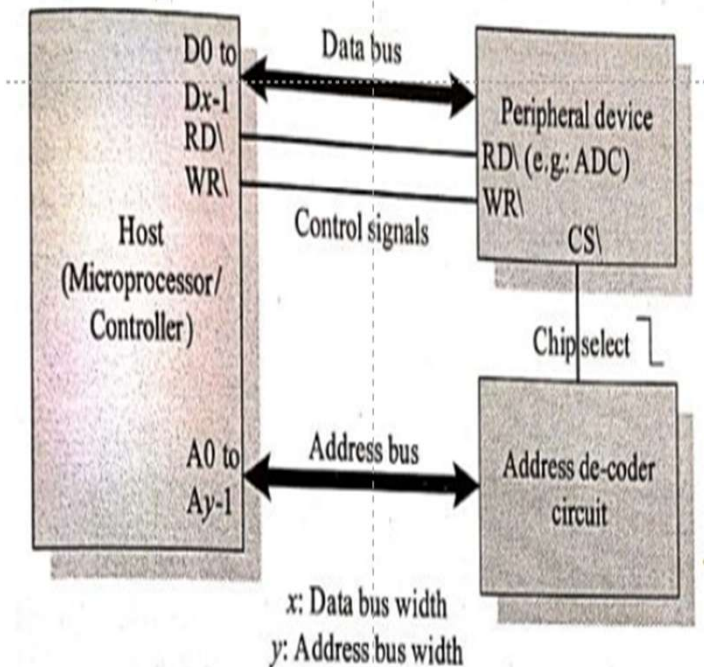 D0 to
Dx-1
RD\
WR\
Host
(Microprocessor/
Controller)
A0 to
Ay-1
Data bus
Control signals
Peripheral device
RD\ (e.g.: ADC)
WR\
CS\
Chip select
Address bus
Address de-coder
circuit
x: Data bus width
y: Address bus width